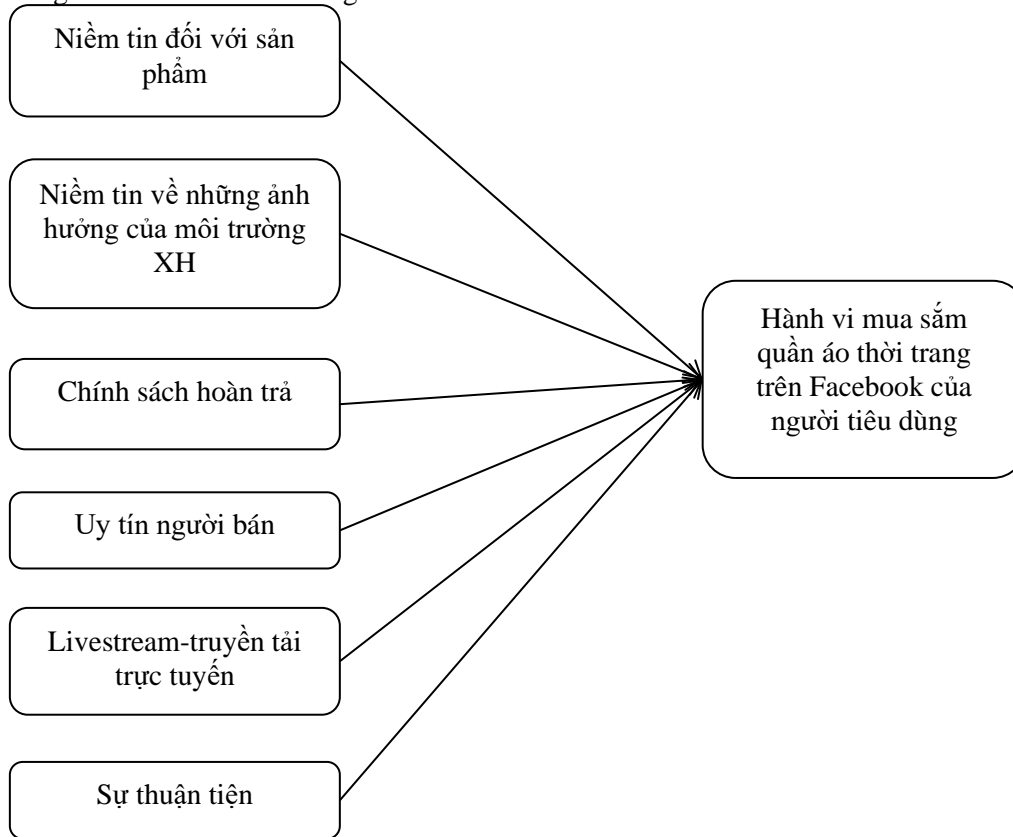 Niềm tin đối với sản
phẩm
Niềm tin về những ảnh
hưởng của môi trường
XH
Hành vi mua sắm
quần áo thời trang
trên Facebook của
người tiêu dùng
Chính sách hoàn trả
Uy tín người bán
Livestream-truyền tải
trực tuyến
Sự thuận tiện